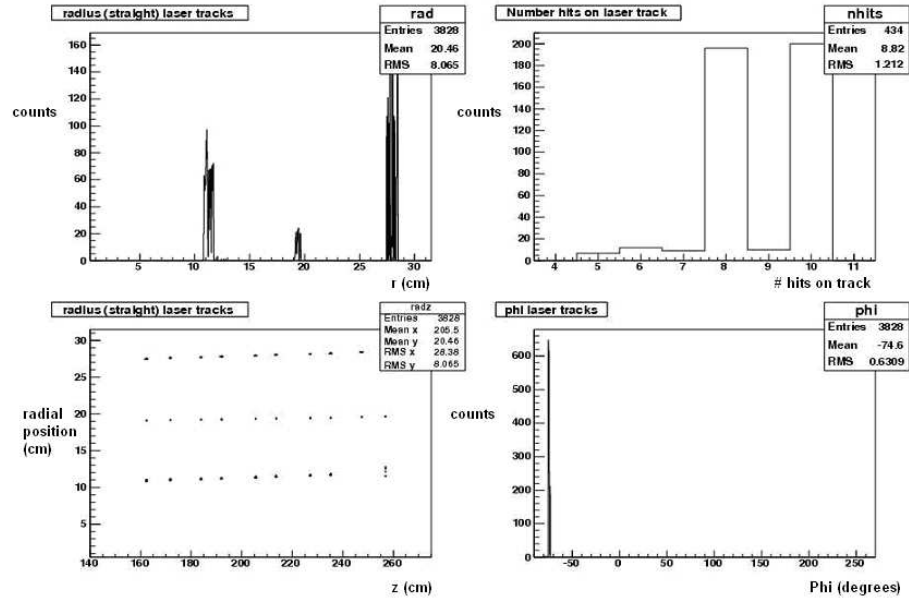 radius (straight) laser tracks
rad
Entries 3828
Mean 20.46
RMS 8.065
counts
160
140
120
100
80
60
40
20
0
5 10 15 20 25 30
r (cm)
Number hits on laser track
nhits
Entries 434
Mean 8.82
RMS 1.212
counts
200
180
160
140
120
100
80
60
40
20
0
4 5 6 7 8 9 10 11
# hits on track
radius (straight) laser tracks
radz
Entries 3828
Mean x 205.5
Mean y 20.46
RMS x 28.38
RMS y 8.065
radial
position
(cm)
30
25
20
15
10
5
0
140 160 180 200 220 240 260
z (cm)
phi laser tracks
phi
Entries 3828
Mean -74.6
RMS 0.6309
counts
600
500
400
300
200
100
0
-50 0 50 100 150 200 250
Phi (degrees)